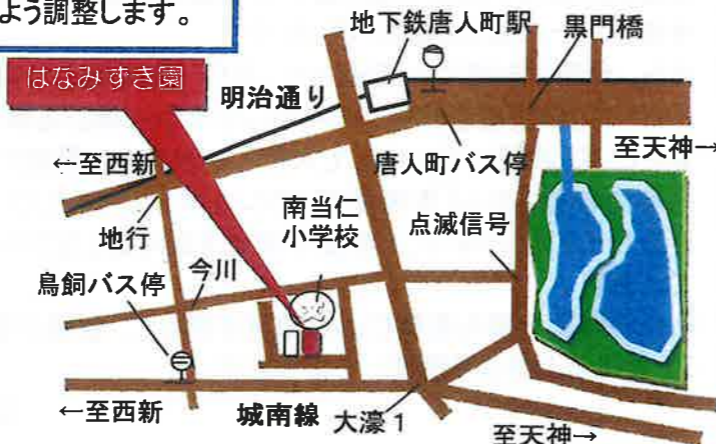 よう調整します。
地下鉄唐人町駅
黒門橋
はなみずき園
明治通り
←至西新
唐人町バス停
至天神→
地行
南当仁
小学校
点滅信号
今川
鳥飼バス停
←至西新
城南線
大濠1
至天神→